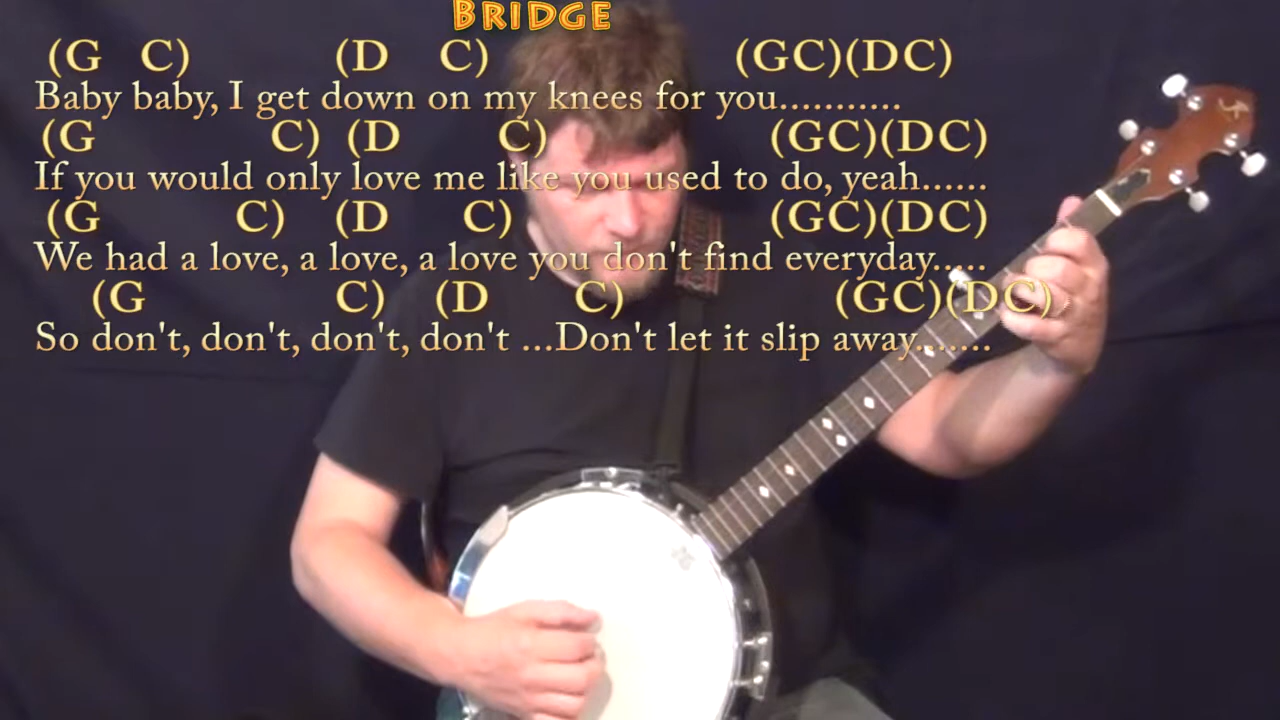 BRIDGE
(G C) (D C) (GC)(DC)
Baby baby, I get down on my knees for you...........
(G C) (D C) (GC)(DC)
If you would only love me like you used to do, yeah......
(G C) (D C) (GC)(DC)
We had a love, a love, a love you don't find everyday.....
(G C) (D C) (GC)(DC)
So don't, don't, don't, don't ...Don't let it slip away.......